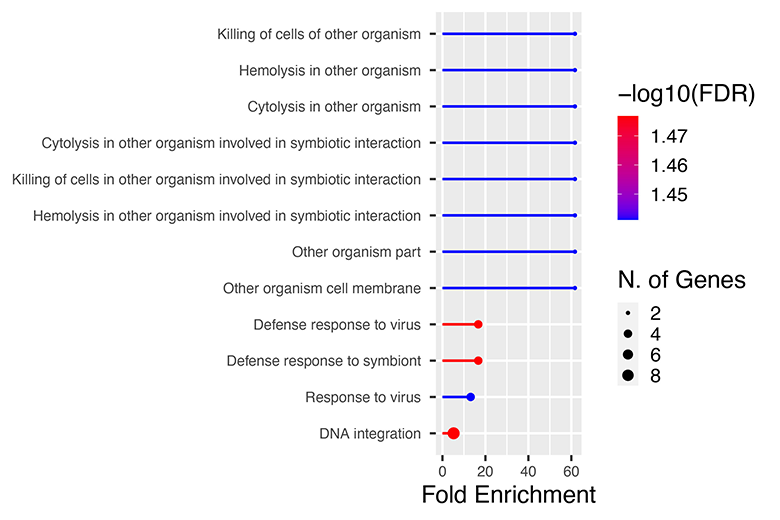 Killing of cells of other organism
Hemolysis in other organism
Cytolysis in other organism
Cytolysis in other organism involved in symbiotic interaction
Killing of cells in other organism involved in symbiotic interaction
Hemolysis in other organism involved in symbiotic interaction
Other organism part
Other organism cell membrane
Defense response to virus
Defense response to symbiont
Response to virus
DNA integration
0 20 40 60
Fold Enrichment
−log10(FDR)
1.47
1.46
1.45
N. of Genes
2
4
6
8